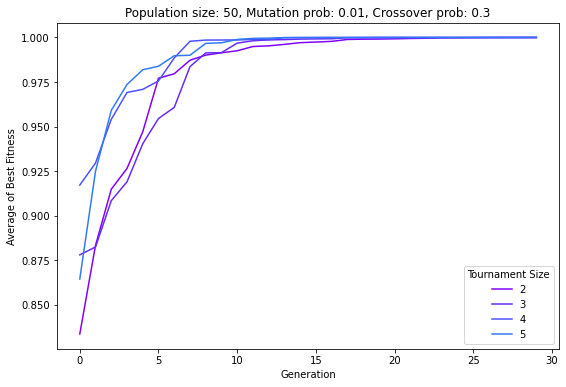 Population size: 50, Mutation prob: 0.01, Crossover prob: 0.3
1.000
0.975
0.950
0.925
0.900
0.875
0.850
Average of Best Fitness
Tournament Size
2
3
4
5
0 5 10 15 20 25 30
Generation